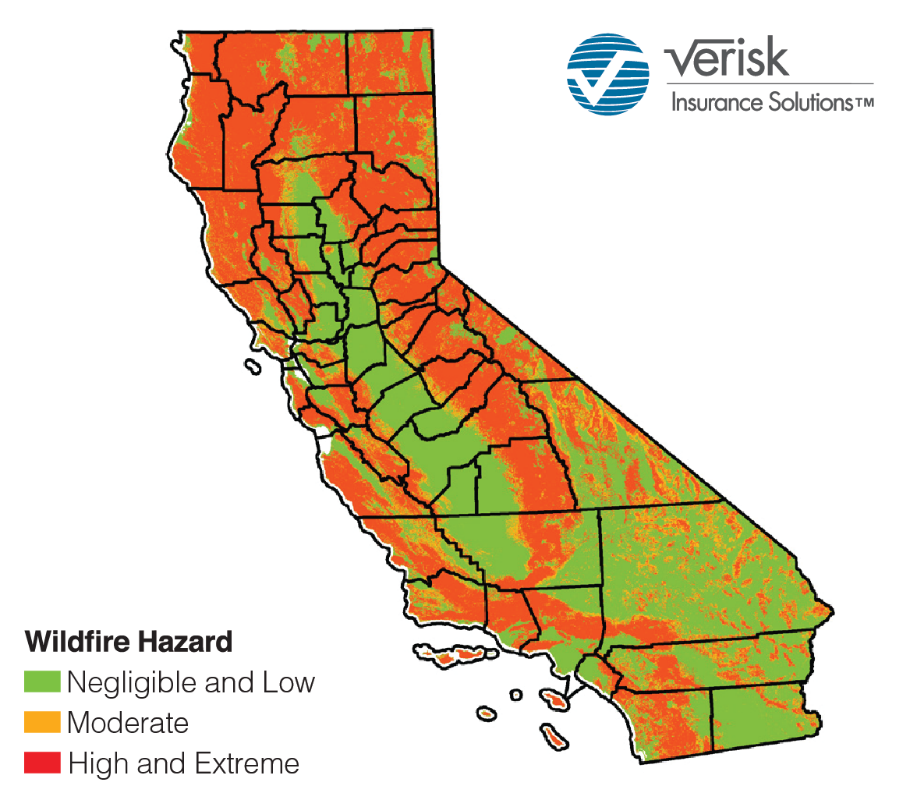 Verisk
Insurance Solutions™
Wildfire Hazard
Negligible and Low
Moderate
High and Extreme